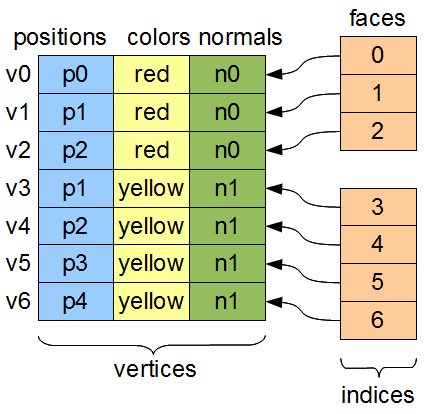 faces
positions colors normals
v0 p0 red n0 0
v1 p1 red n0 1
v2 p2 red n0 2
v3 p1 yellow n1 3
v4 p2 yellow n1 4
v5 p3 yellow n1 5
v6 p4 yellow n1 6
vertices
indices